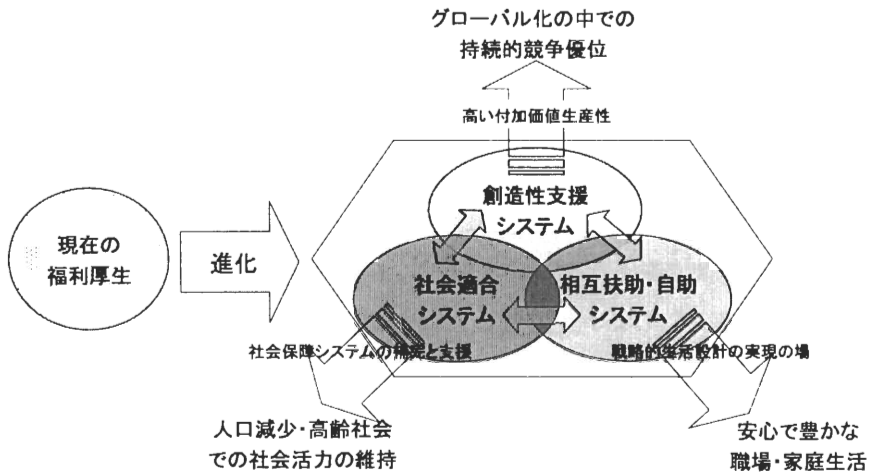 グローバル化の中での
持続的競争優位
高い付加価値生産性
創造性支援
システム
現在の
福利厚生
進化
社会適合
システム
相互扶助・自助
システム
社会保障システムの補完と支援
戦略的生活設計の実現の場
人口減少・高齢社会
での社会活力の維持
安心で豊かな
職場・家庭生活